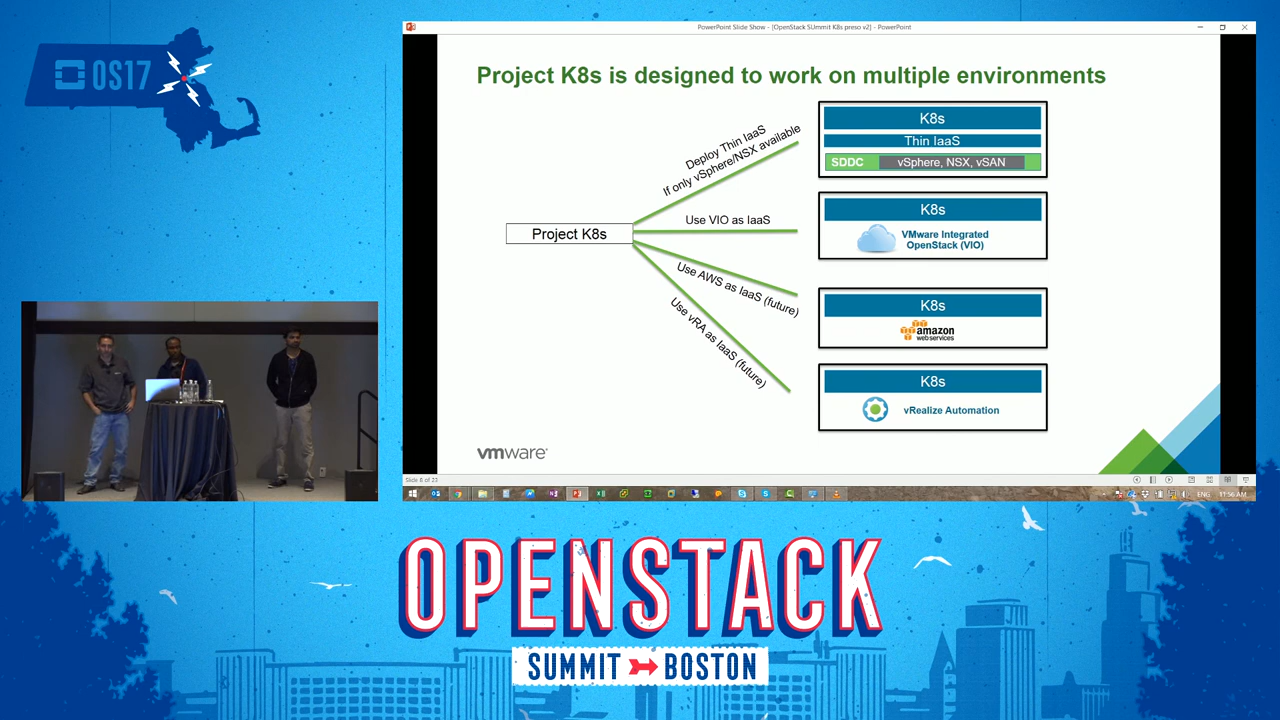 OS17
PowerPoint Slide Show - [OpenStack SUmmit K8s preso v2] - PowerPoint
Project K8s is designed to work on multiple environments
Project K8s
Deploy Thin IaaS
If only vSphere/NSX available
Use VIO as IaaS
Use AWS as IaaS (future)
Use vRA as IaaS (future)
K8s
Thin IaaS
SDDC vSphere, NSX, vSAN
K8s
VMware Integrated
OpenStack (VIO)
K8s
amazon
web services
K8s
vRealize Automation
vmware
Slide 8 of 23
ENG 11:56 AM
OPENSTACK
SUMMIT BOSTON